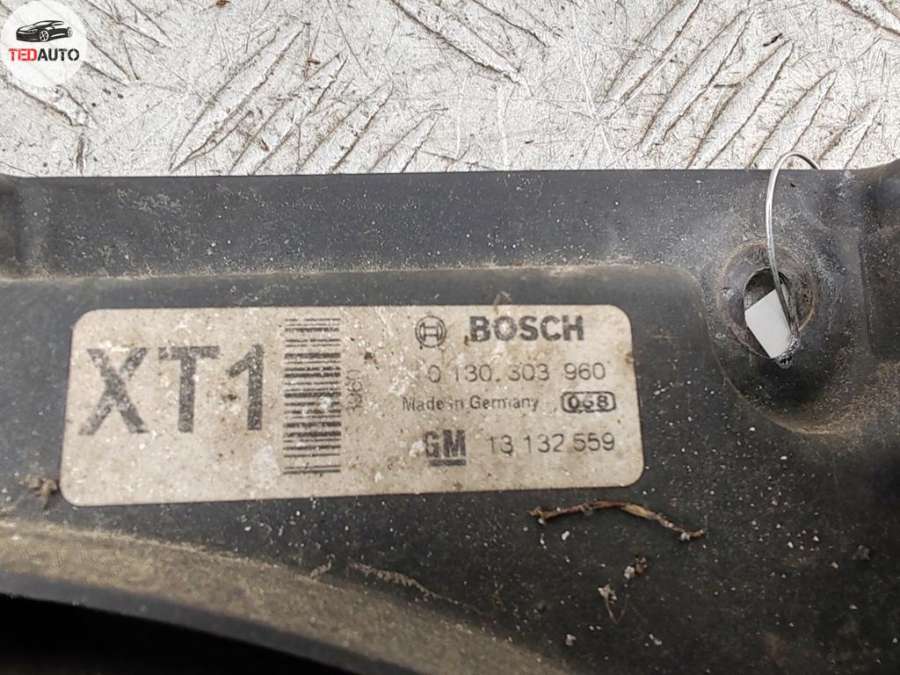 TEDAUTO
XT1
BOSCH
0 130 303 960
Made in Germany
GM 13 132 559